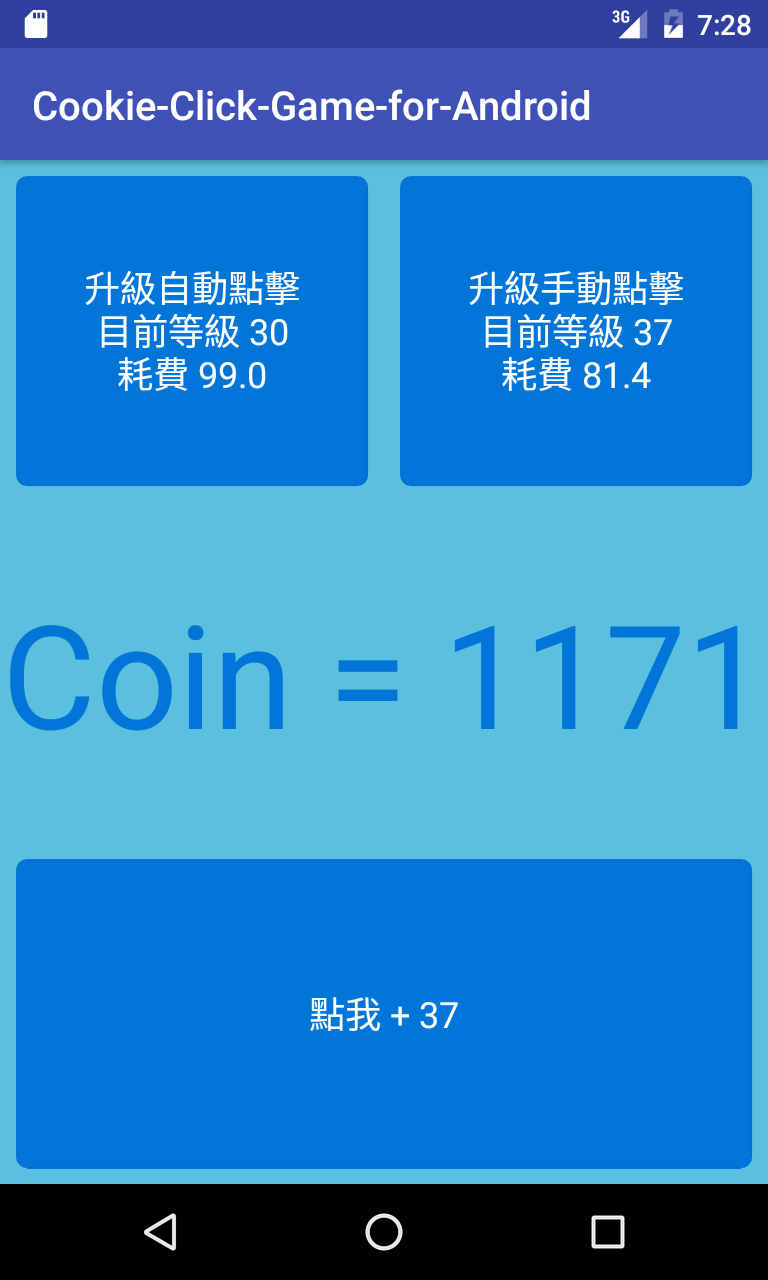 3G 7:28
Cookie-Click-Game-for-Android
升級自動點擊
目前等級 30
耗費 99.0
升級手動點擊
目前等級 37
耗費 81.4
Coin = 1171
點我 + 37